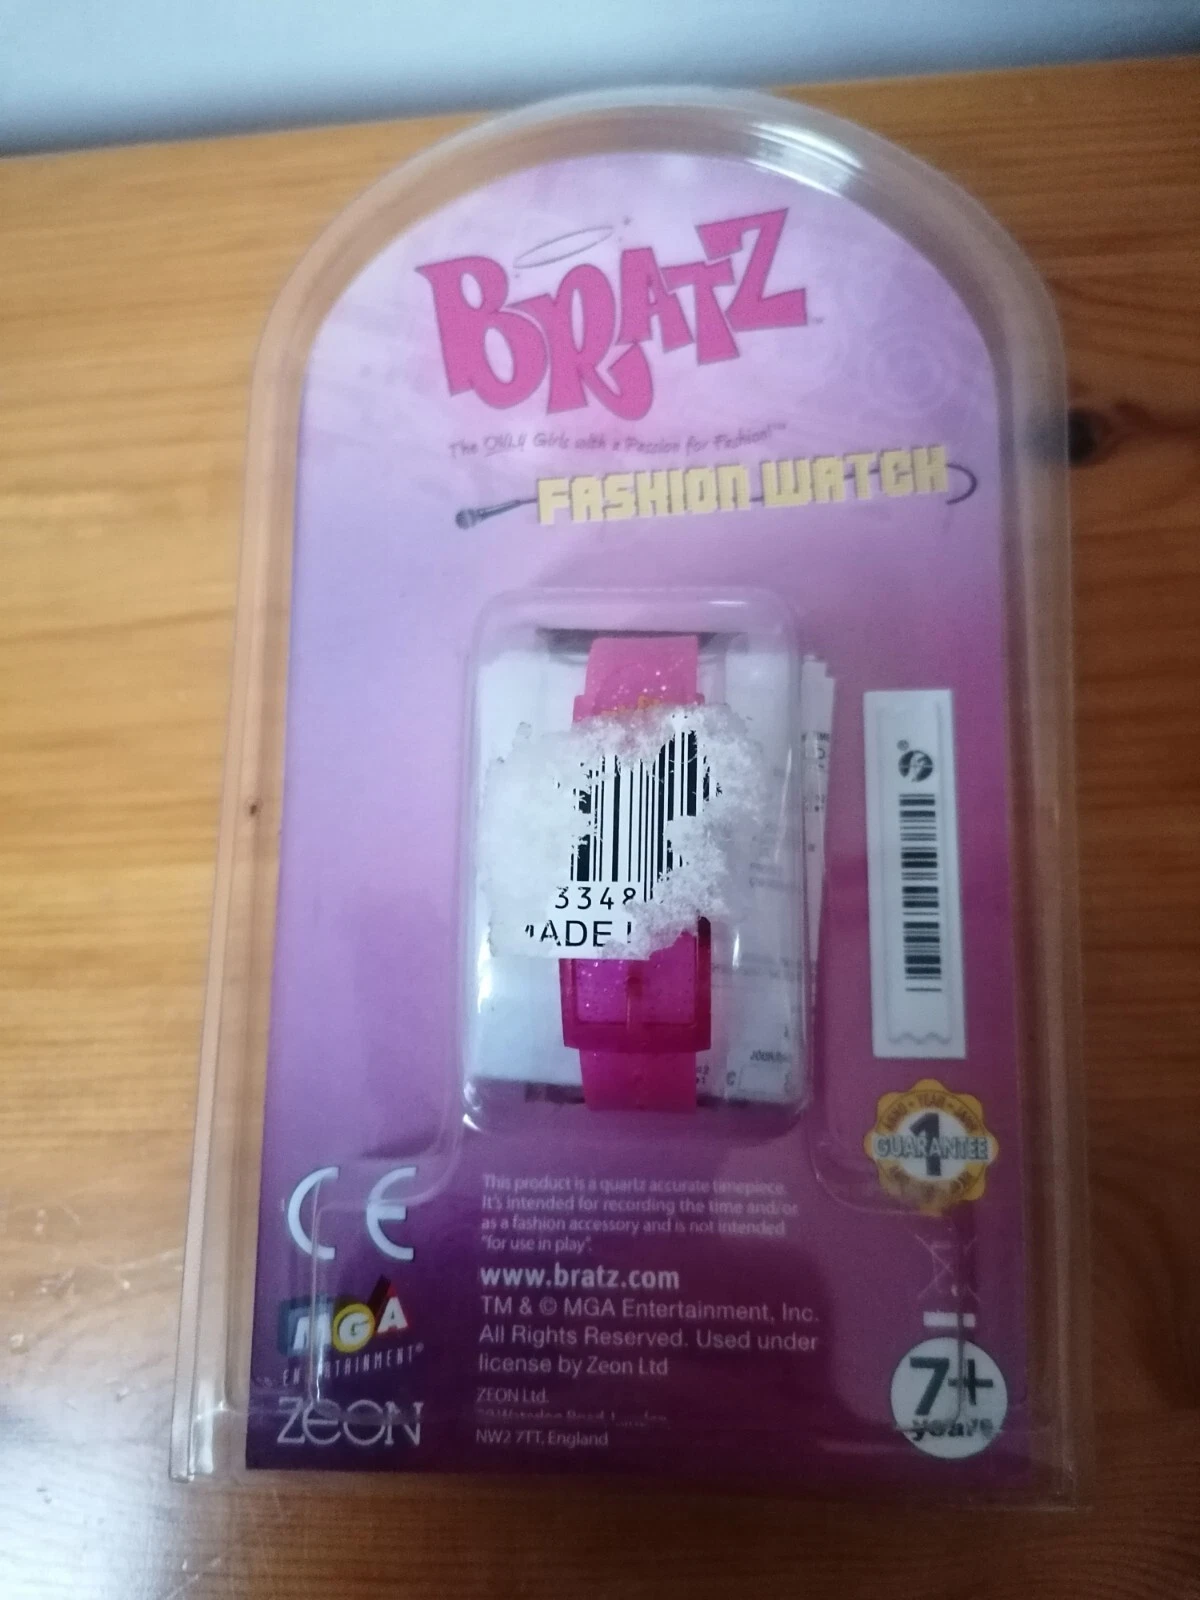 BRATZ
The ONLY Girls with a Passion for Fashion!™
FASHION WATCH
3348
ADE
1
GUARANTEE
CE
This product is a quartz accurate timepiece.
It's intended for recording the time and/or
as a fashion accessory and is not intended
"for use in play".
www.bratz.com
TM & © MGA Entertainment, Inc.
All Rights Reserved. Used under
license by Zeon Ltd
ZEON Ltd.
NW2 7TT, England
MGA
ENTERTAINMENT®
ZEON
7+
years